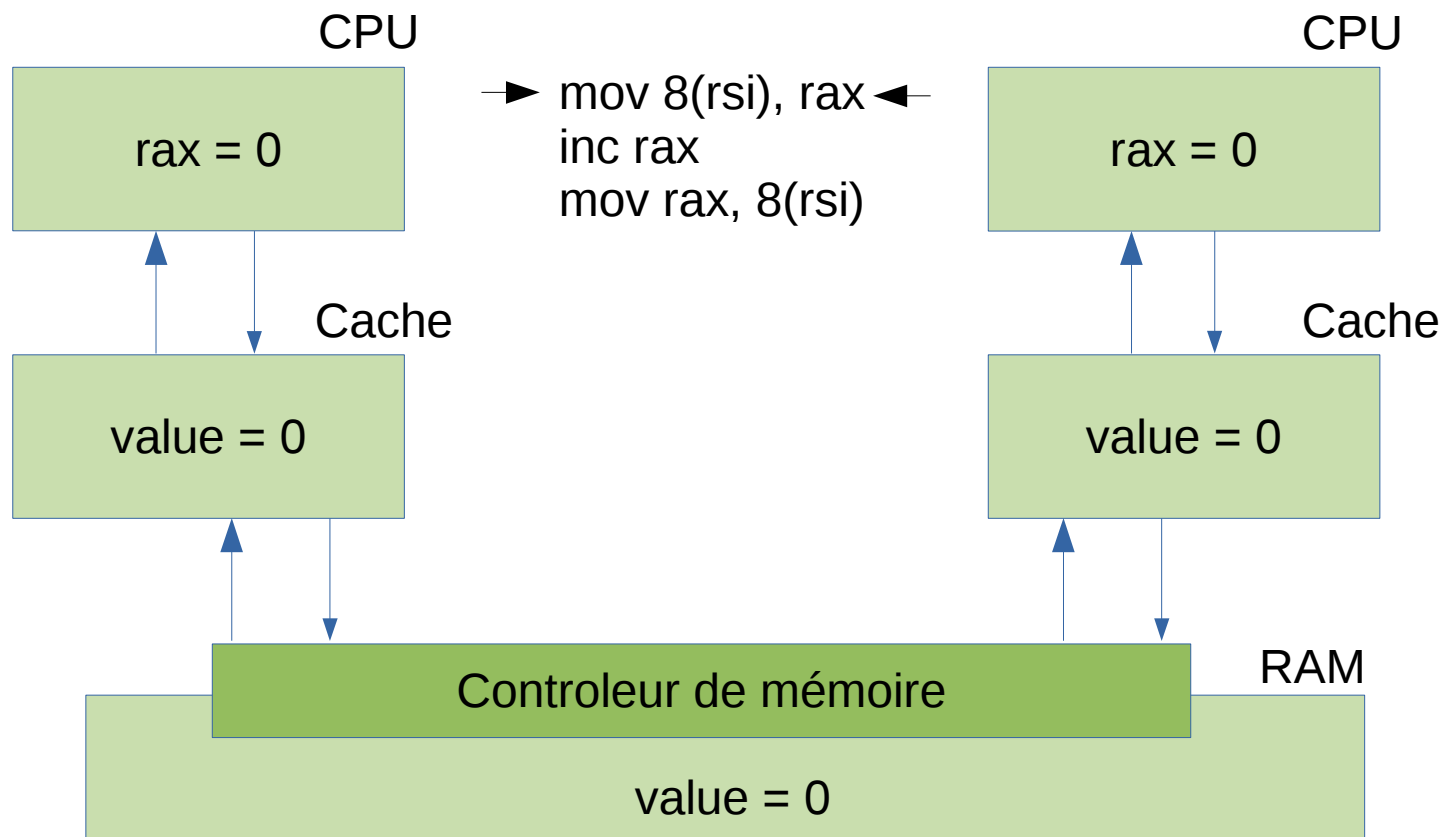 CPU
CPU
mov 8(rsi), rax
rax = 0
inc rax
rax = 0
mov rax, 8(rsi)
Cache
Cache
value = 0
value = 0
RAM
Controleur de mémoire
value = 0